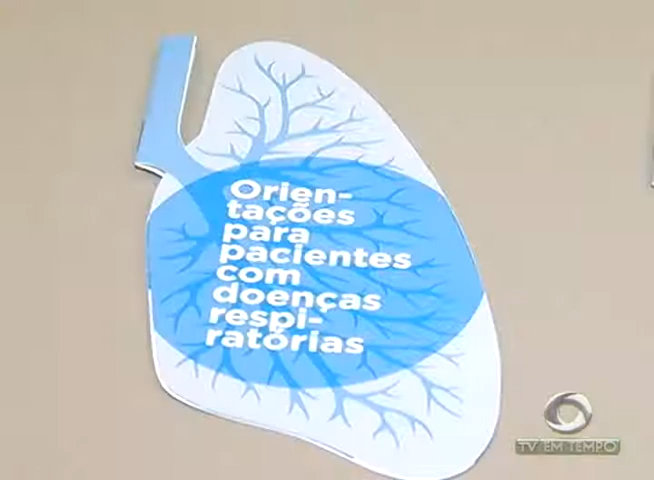 Orien-
tações
para
pacientes
com
doenças
respi-
ratórias
TV EM TEMPO